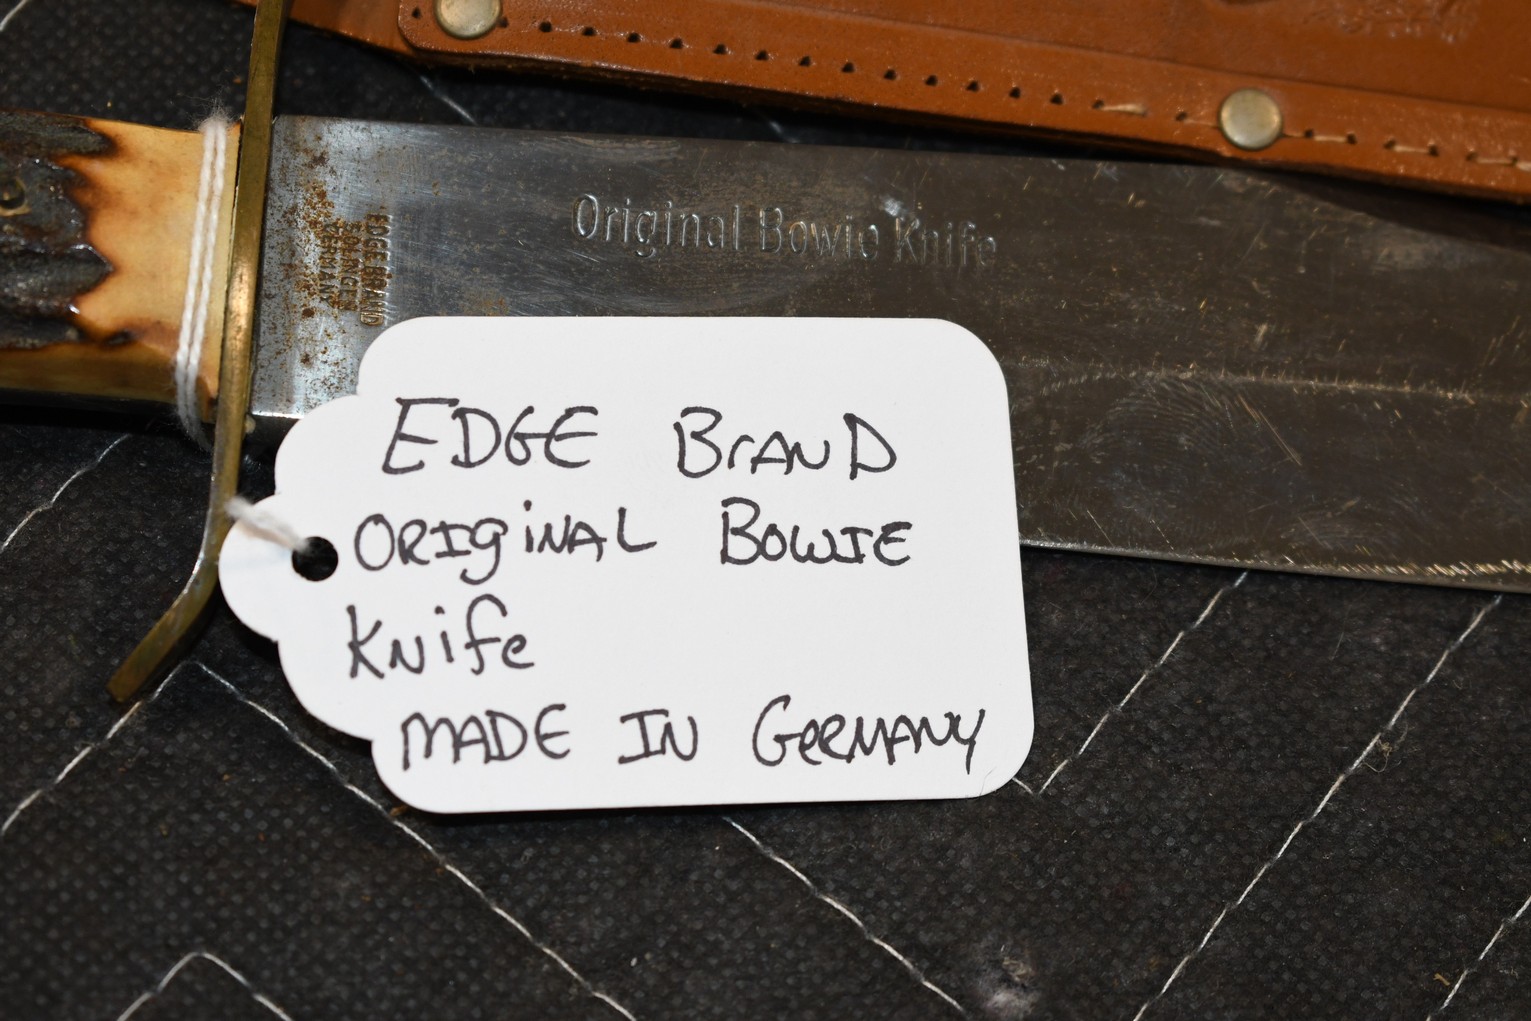 Original Bowie Knife
EDGE BRAND
SOLINGEN
GERMANY
EDGE BrAND
ORIginAL BowIE
Knife
MADE IN GeRMANY